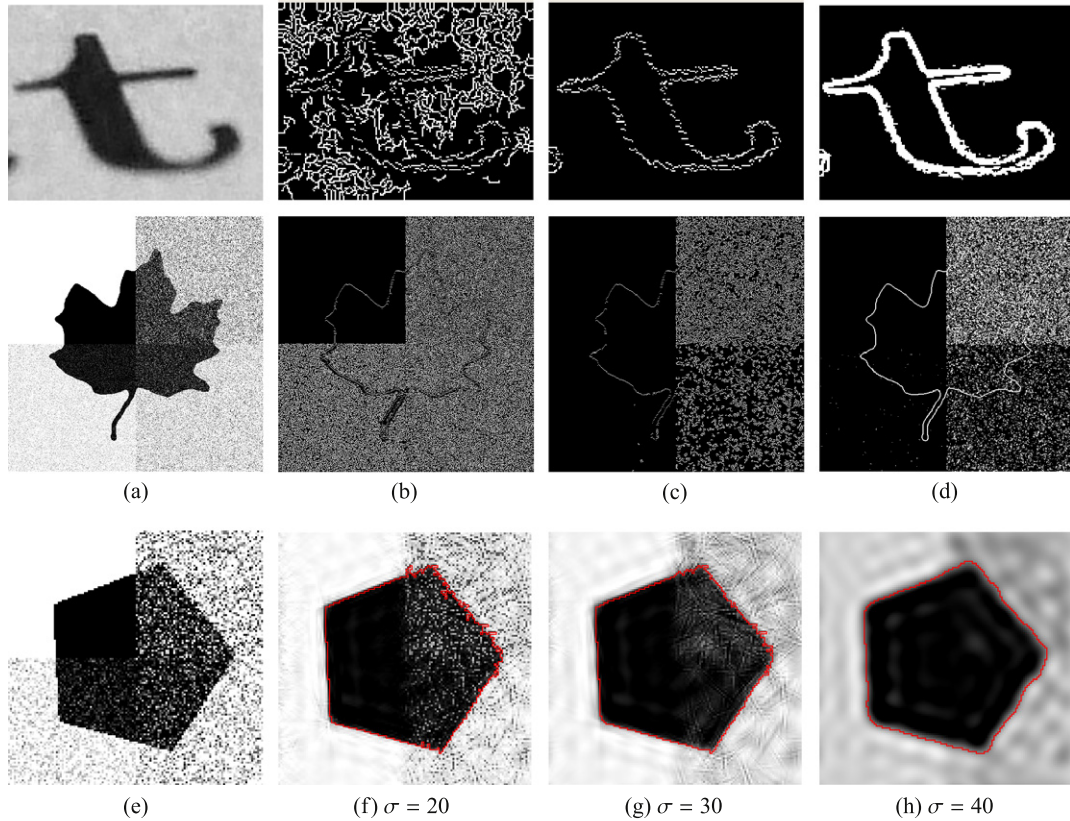 t
(a) (b) (c) (d)
(e) (f) σ = 20 (g) σ = 30 (h) σ = 40